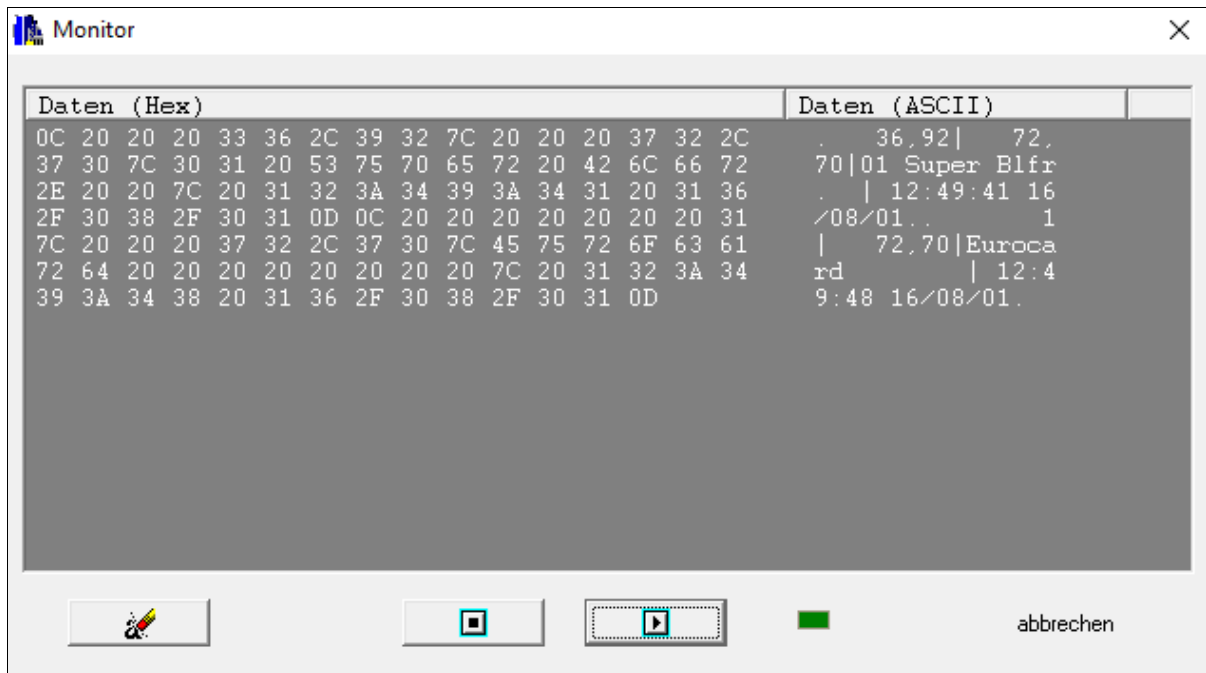 Monitor
Daten (Hex) Daten (ASCII)
0C 20 20 20 33 36 2C 39 32 7C 20 20 20 37 32 2C .   36,92|   72,
37 30 7C 30 31 20 53 75 70 65 72 20 42 6C 66 72 70|01 Super Blfr
2E 20 20 7C 20 31 32 3A 34 39 3A 34 31 20 31 36 .  | 12:49:41 16
2F 30 38 2F 30 31 0D 0C 20 20 20 20 20 20 20 31 /08/01..       1
7C 20 20 20 37 32 2C 37 30 7C 45 75 72 6F 63 61 |   72,70|Euroca
72 64 20 20 20 20 20 20 20 20 7C 20 31 32 3A 34 rd        | 12:4
39 3A 34 38 20 31 36 2F 30 38 2F 30 31 0D 9:48 16/08/01.
abbrechen